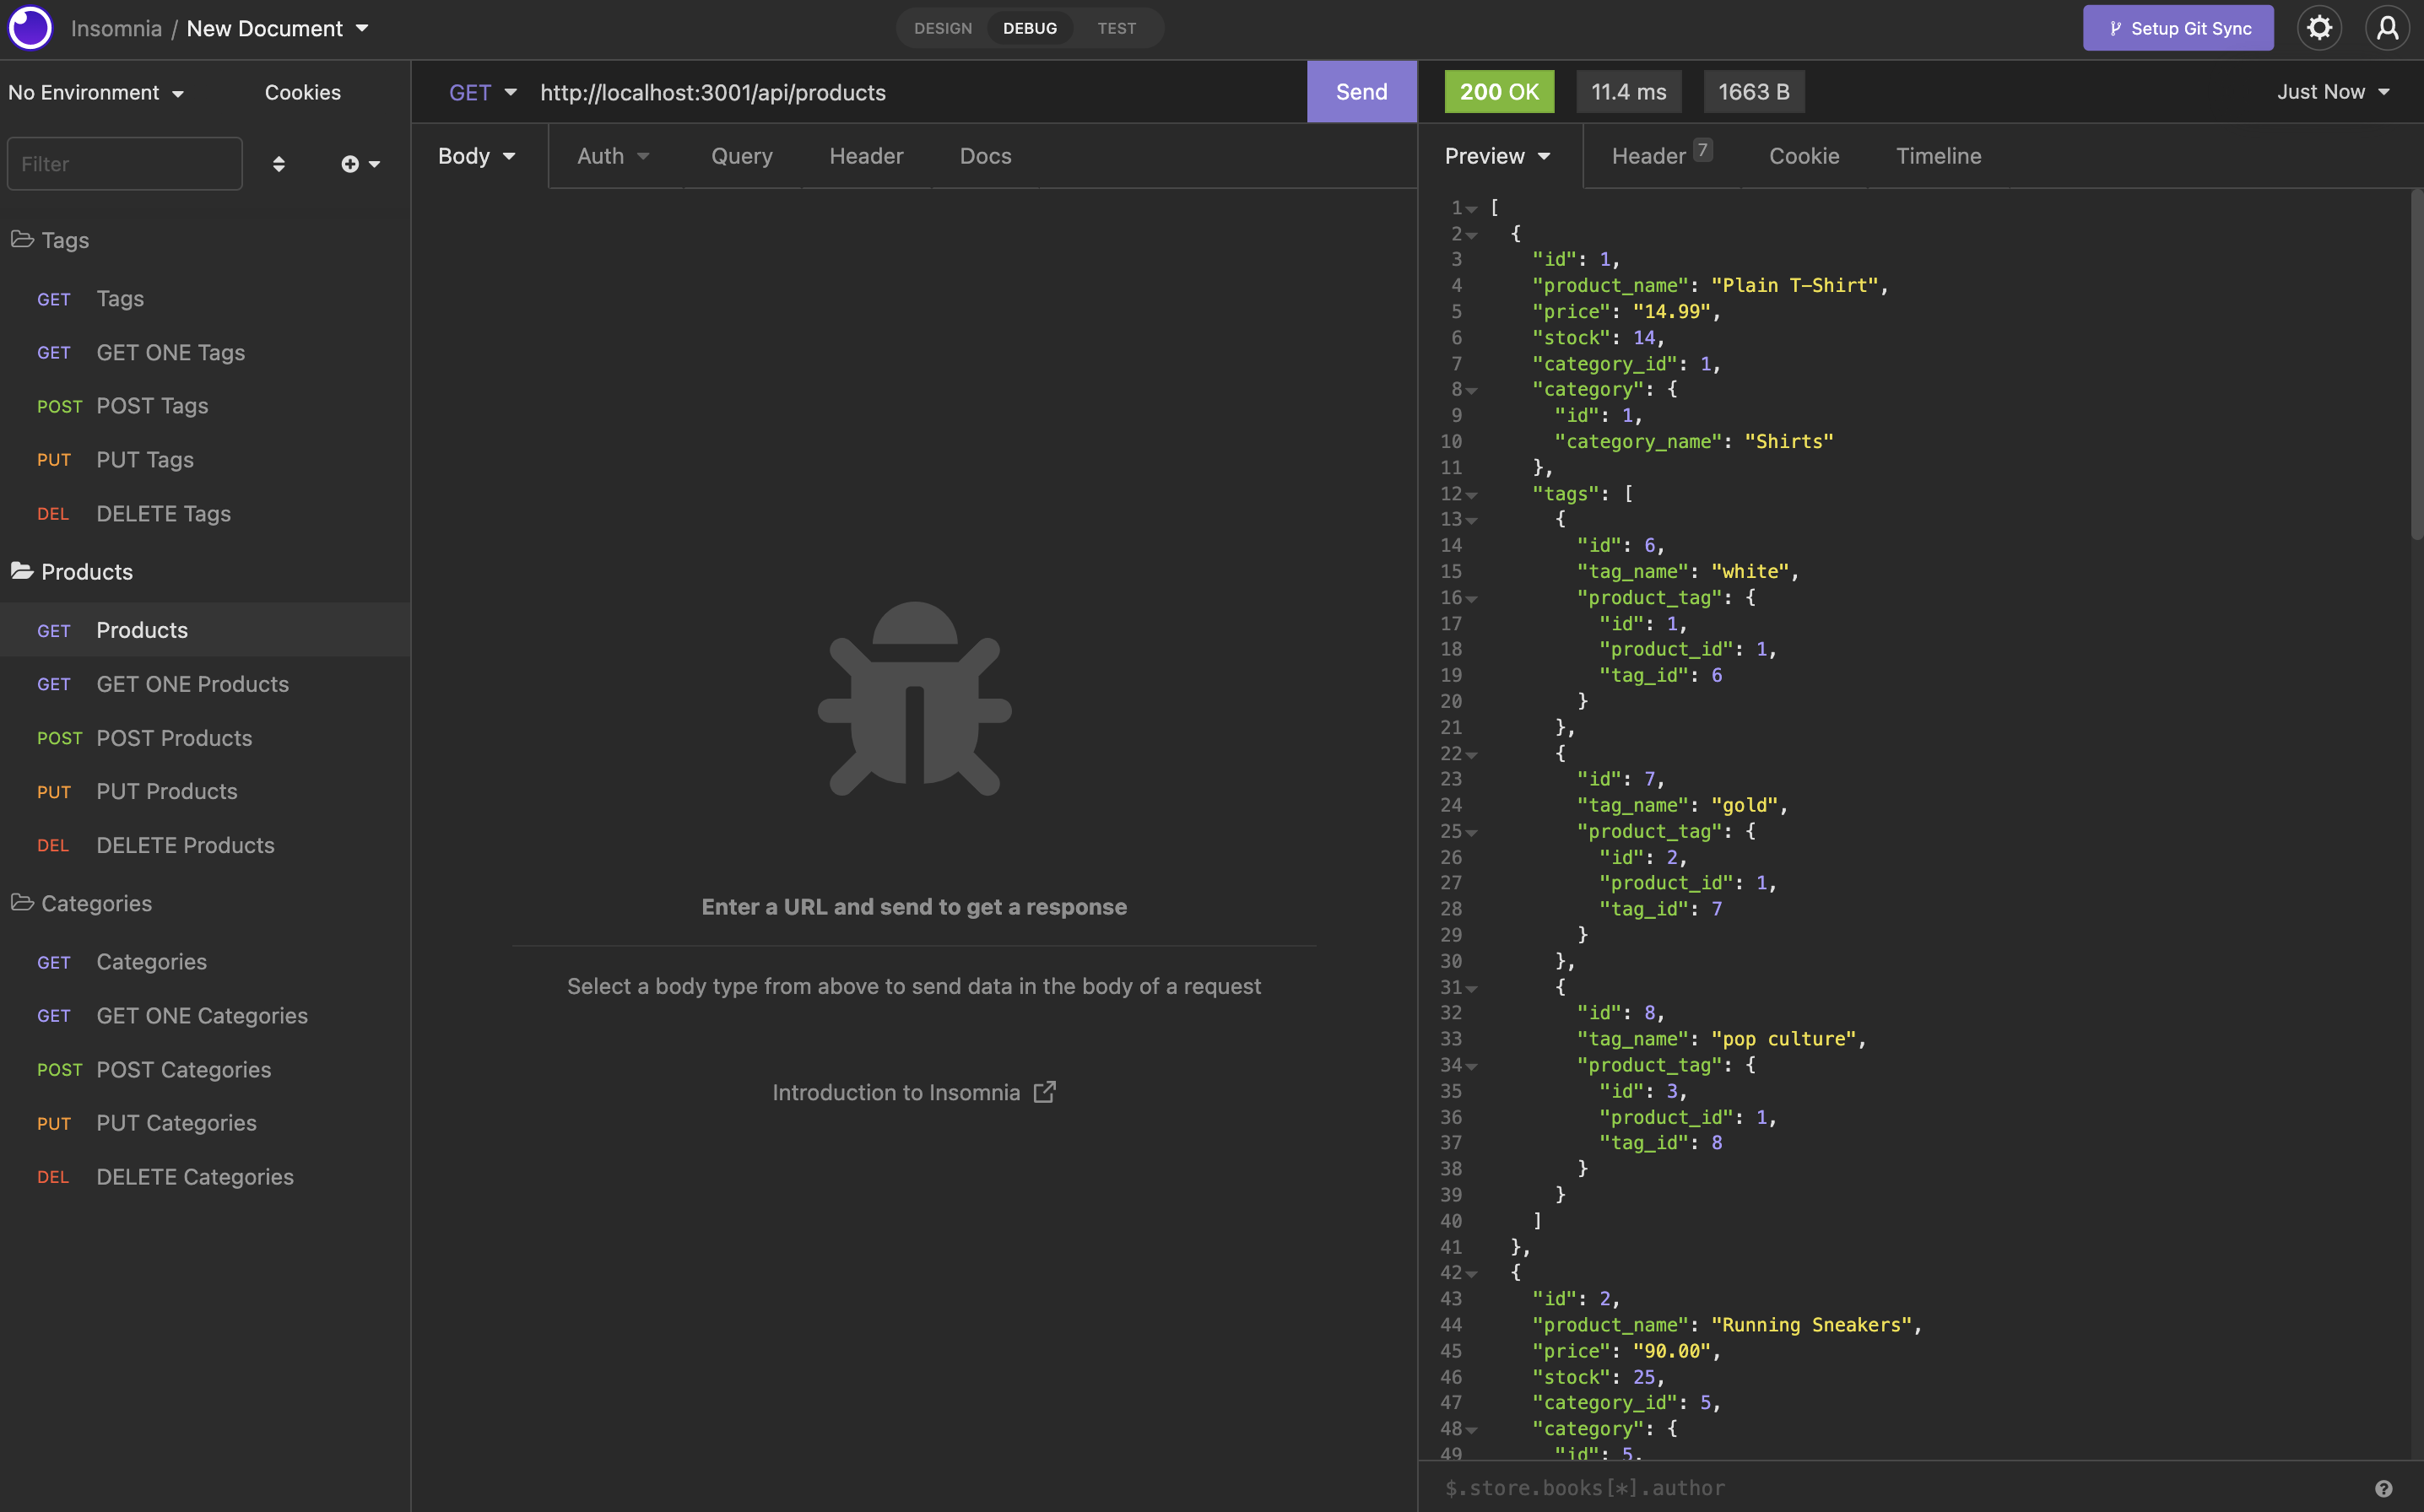 Insomnia / New Document
DESIGN DEBUG TEST
Setup Git Sync
No Environment
Cookies
Filter
Tags
GET Tags
GET GET ONE Tags
POST POST Tags
PUT PUT Tags
DEL DELETE Tags
Products
GET Products
GET GET ONE Products
POST POST Products
PUT PUT Products
DEL DELETE Products
Categories
GET Categories
GET GET ONE Categories
POST POST Categories
PUT PUT Categories
DEL DELETE Categories
GET http://localhost:3001/api/products
Send
Body Auth Query Header Docs
Enter a URL and send to get a response
Select a body type from above to send data in the body of a request
Introduction to Insomnia
200 OK 11.4 ms 1663 B
Just Now
Preview Header 7 Cookie Timeline
1 [
2 {
3 "id": 1,
4 "product_name": "Plain T-Shirt",
5 "price": "14.99",
6 "stock": 14,
7 "category_id": 1,
8 "category": {
9 "id": 1,
10 "category_name": "Shirts"
11 },
12 "tags": [
13 {
14 "id": 6,
15 "tag_name": "white",
16 "product_tag": {
17 "id": 1,
18 "product_id": 1,
19 "tag_id": 6
20 }
21 },
22 {
23 "id": 7,
24 "tag_name": "gold",
25 "product_tag": {
26 "id": 2,
27 "product_id": 1,
28 "tag_id": 7
29 }
30 },
31 {
32 "id": 8,
33 "tag_name": "pop culture",
34 "product_tag": {
35 "id": 3,
36 "product_id": 1,
37 "tag_id": 8
38 }
39 }
40 ]
41 },
42 {
43 "id": 2,
44 "product_name": "Running Sneakers",
45 "price": "90.00",
46 "stock": 25,
47 "category_id": 5,
48 "category": {
49 "id": 5,
$.store.books[*].author